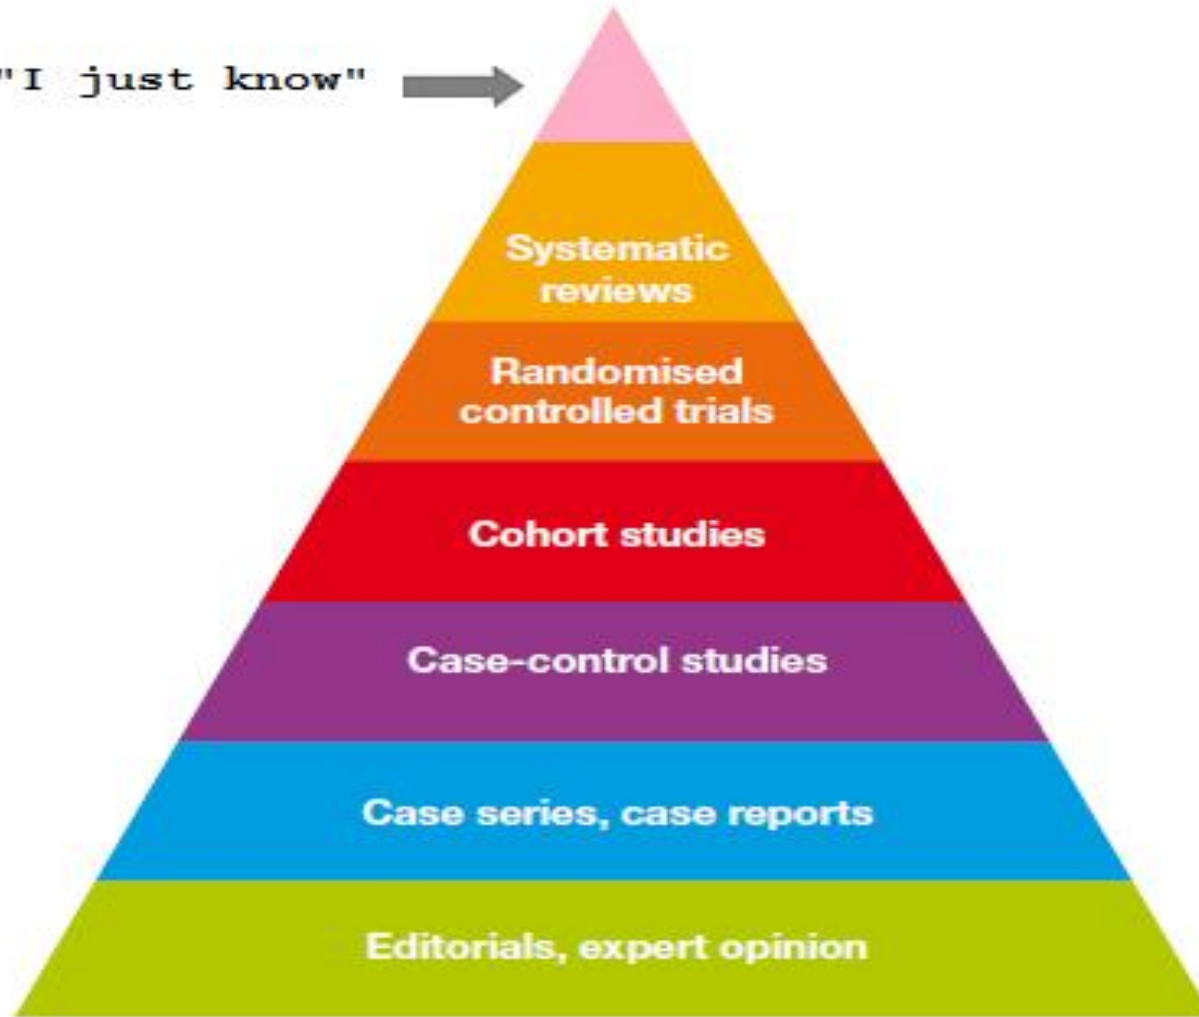 "I just know"
Systematic
reviews
Randomised
controlled trials
Cohort studies
Case-control studies
Case series, case reports
Editorials, expert opinion